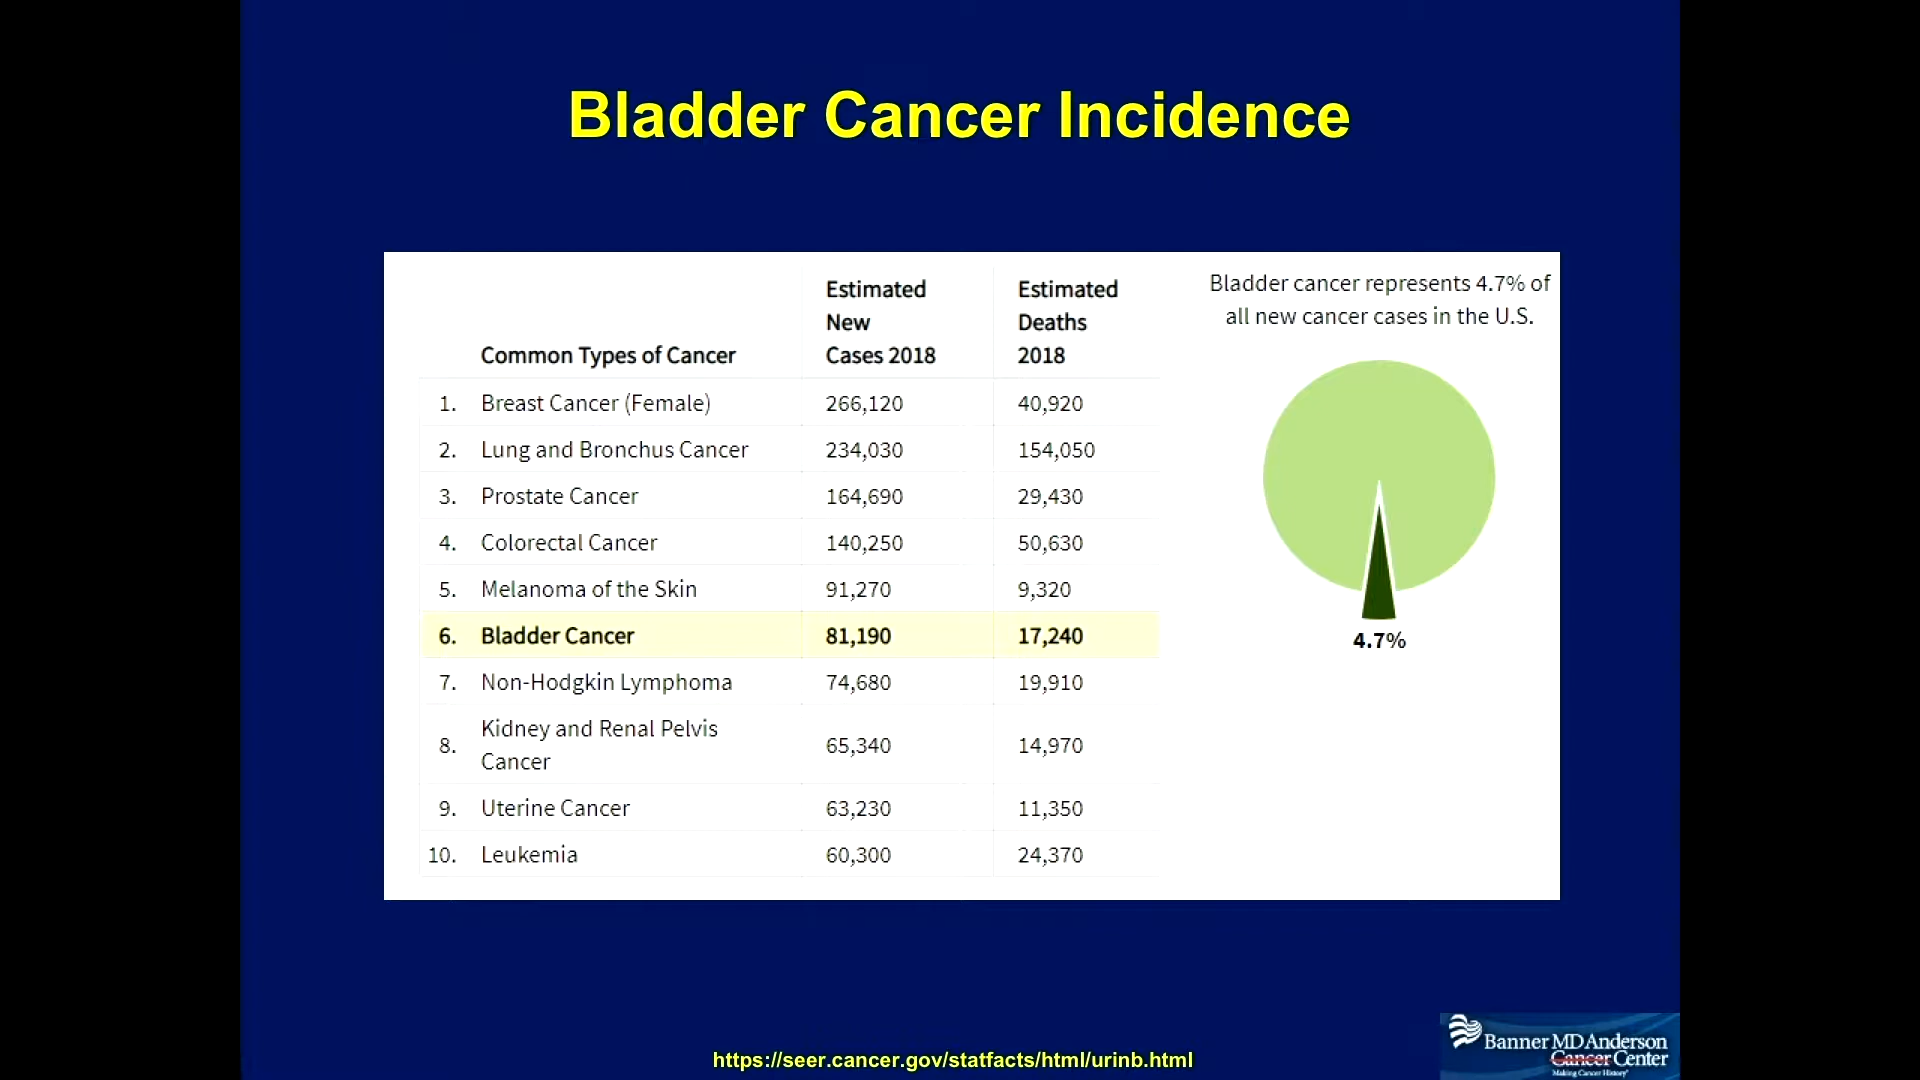 Bladder Cancer Incidence
Common Types of Cancer Estimated New Cases 2018 Estimated Deaths 2018
1. Breast Cancer (Female) 266,120 40,920
2. Lung and Bronchus Cancer 234,030 154,050
3. Prostate Cancer 164,690 29,430
4. Colorectal Cancer 140,250 50,630
5. Melanoma of the Skin 91,270 9,320
6. Bladder Cancer 81,190 17,240
7. Non-Hodgkin Lymphoma 74,680 19,910
8. Kidney and Renal Pelvis Cancer 65,340 14,970
9. Uterine Cancer 63,230 11,350
10. Leukemia 60,300 24,370
Bladder cancer represents 4.7% of
all new cancer cases in the U.S.
4.7%
https://seer.cancer.gov/statfacts/html/urinb.html
Banner MD Anderson
Cancer Center
Making Cancer History®